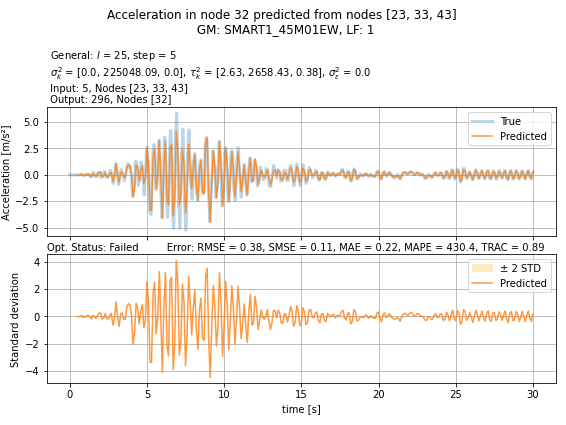 Acceleration in node 32 predicted from nodes [23, 33, 43]
GM: SMART1_45M01EW, LF: 1
General: l = 25, step = 5
σ²ₖ = [0.0, 225048.09, 0.0], τ²ₖ = [2.63, 2658.43, 0.38], σ²ε = 0.0
Input: 5, Nodes [23, 33, 43]
Output: 296, Nodes [32]
Acceleration [m/s²]
5.0
2.5
0.0
−2.5
−5.0
True
Predicted
Opt. Status: Failed Error: RMSE = 0.38, SMSE = 0.11, MAE = 0.22, MAPE = 430.4, TRAC = 0.89
Standard deviation
4
2
0
−2
−4
± 2 STD
Predicted
0 5 10 15 20 25 30
time [s]